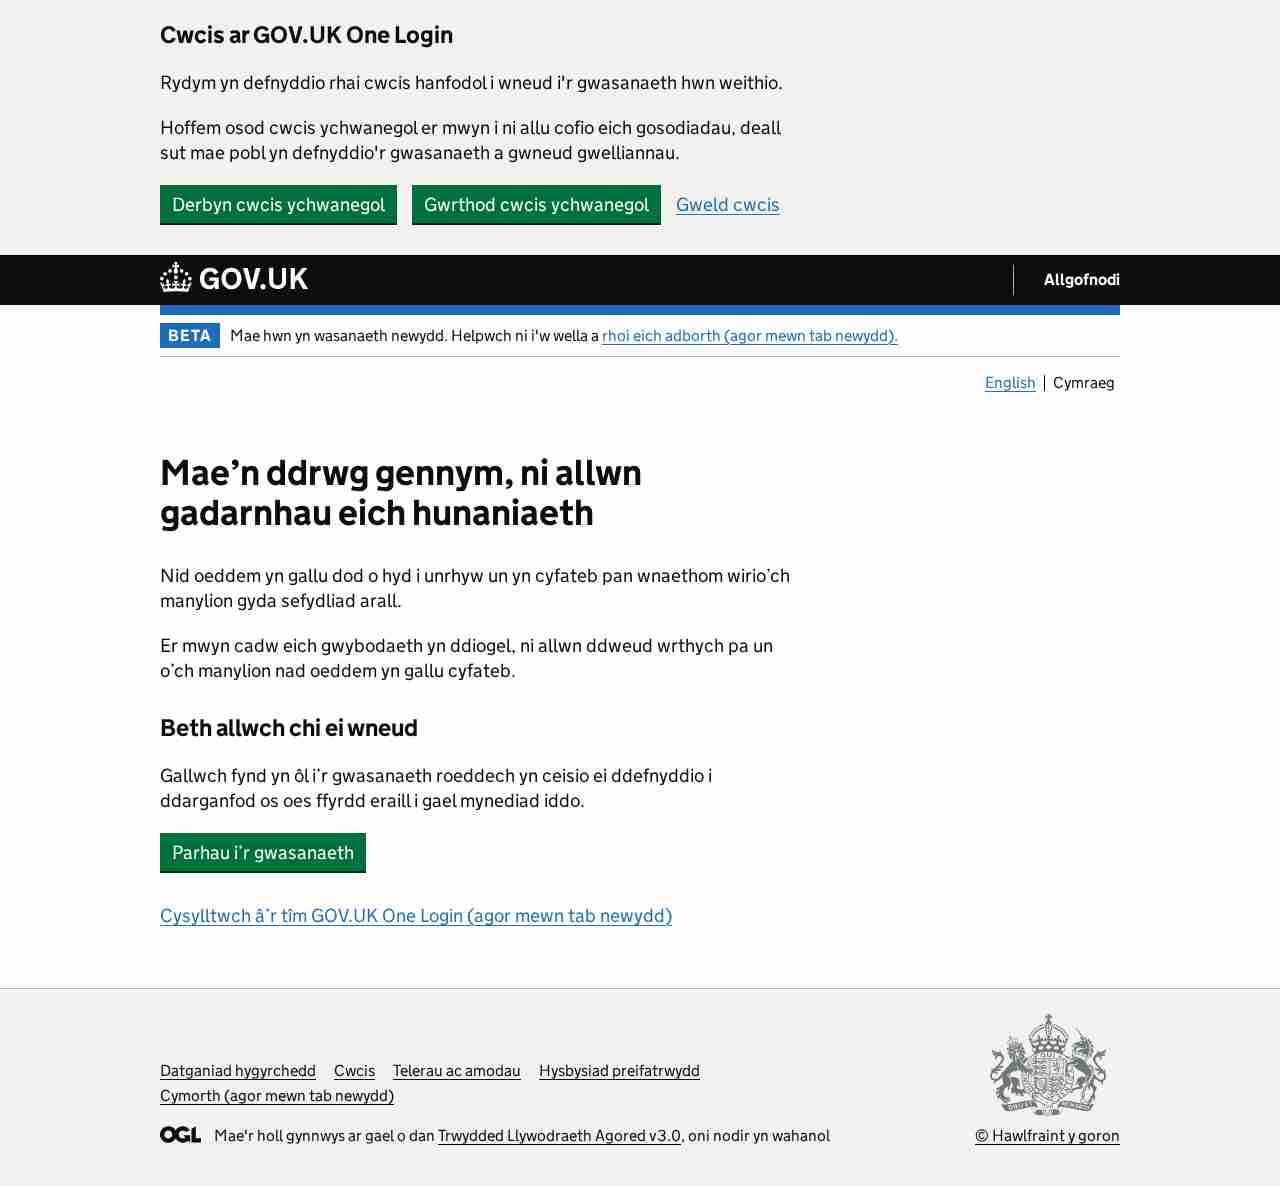 Cwcis ar GOV.UK One Login
Rydym yn defnyddio rhai cwcis hanfodol i wneud i'r gwasanaeth hwn weithio.
Hoffem osod cwcis ychwanegol er mwyn i ni allu cofio eich gosodiadau, deall
sut mae pobl yn defnyddio'r gwasanaeth a gwneud gwelliannau.
Derbyn cwcis ychwanegol Gwrthod cwcis ychwanegol Gweld cwcis
GOV.UK Allgofnodi
BETA Mae hwn yn wasanaeth newydd. Helpwch ni i'w wella a rhoi eich adborth (agor mewn tab newydd).
English | Cymraeg
Mae’n ddrwg gennym, ni allwn
gadarnhau eich hunaniaeth
Nid oeddem yn gallu dod o hyd i unrhyw un yn cyfateb pan wnaethom wirio’ch
manylion gyda sefydliad arall.
Er mwyn cadw eich gwybodaeth yn ddiogel, ni allwn ddweud wrthych pa un
o’ch manylion nad oeddem yn gallu cyfateb.
Beth allwch chi ei wneud
Gallwch fynd yn ôl i’r gwasanaeth roeddech yn ceisio ei ddefnyddio i
ddarganfod os oes ffyrdd eraill i gael mynediad iddo.
Parhau i’r gwasanaeth
Cysylltwch â’r tîm GOV.UK One Login (agor mewn tab newydd)
Datganiad hygyrchedd Cwcis Telerau ac amodau Hysbysiad preifatrwydd
Cymorth (agor mewn tab newydd)
OGL Mae'r holl gynnwys ar gael o dan Trwydded Llywodraeth Agored v3.0, oni nodir yn wahanol
© Hawlfraint y goron